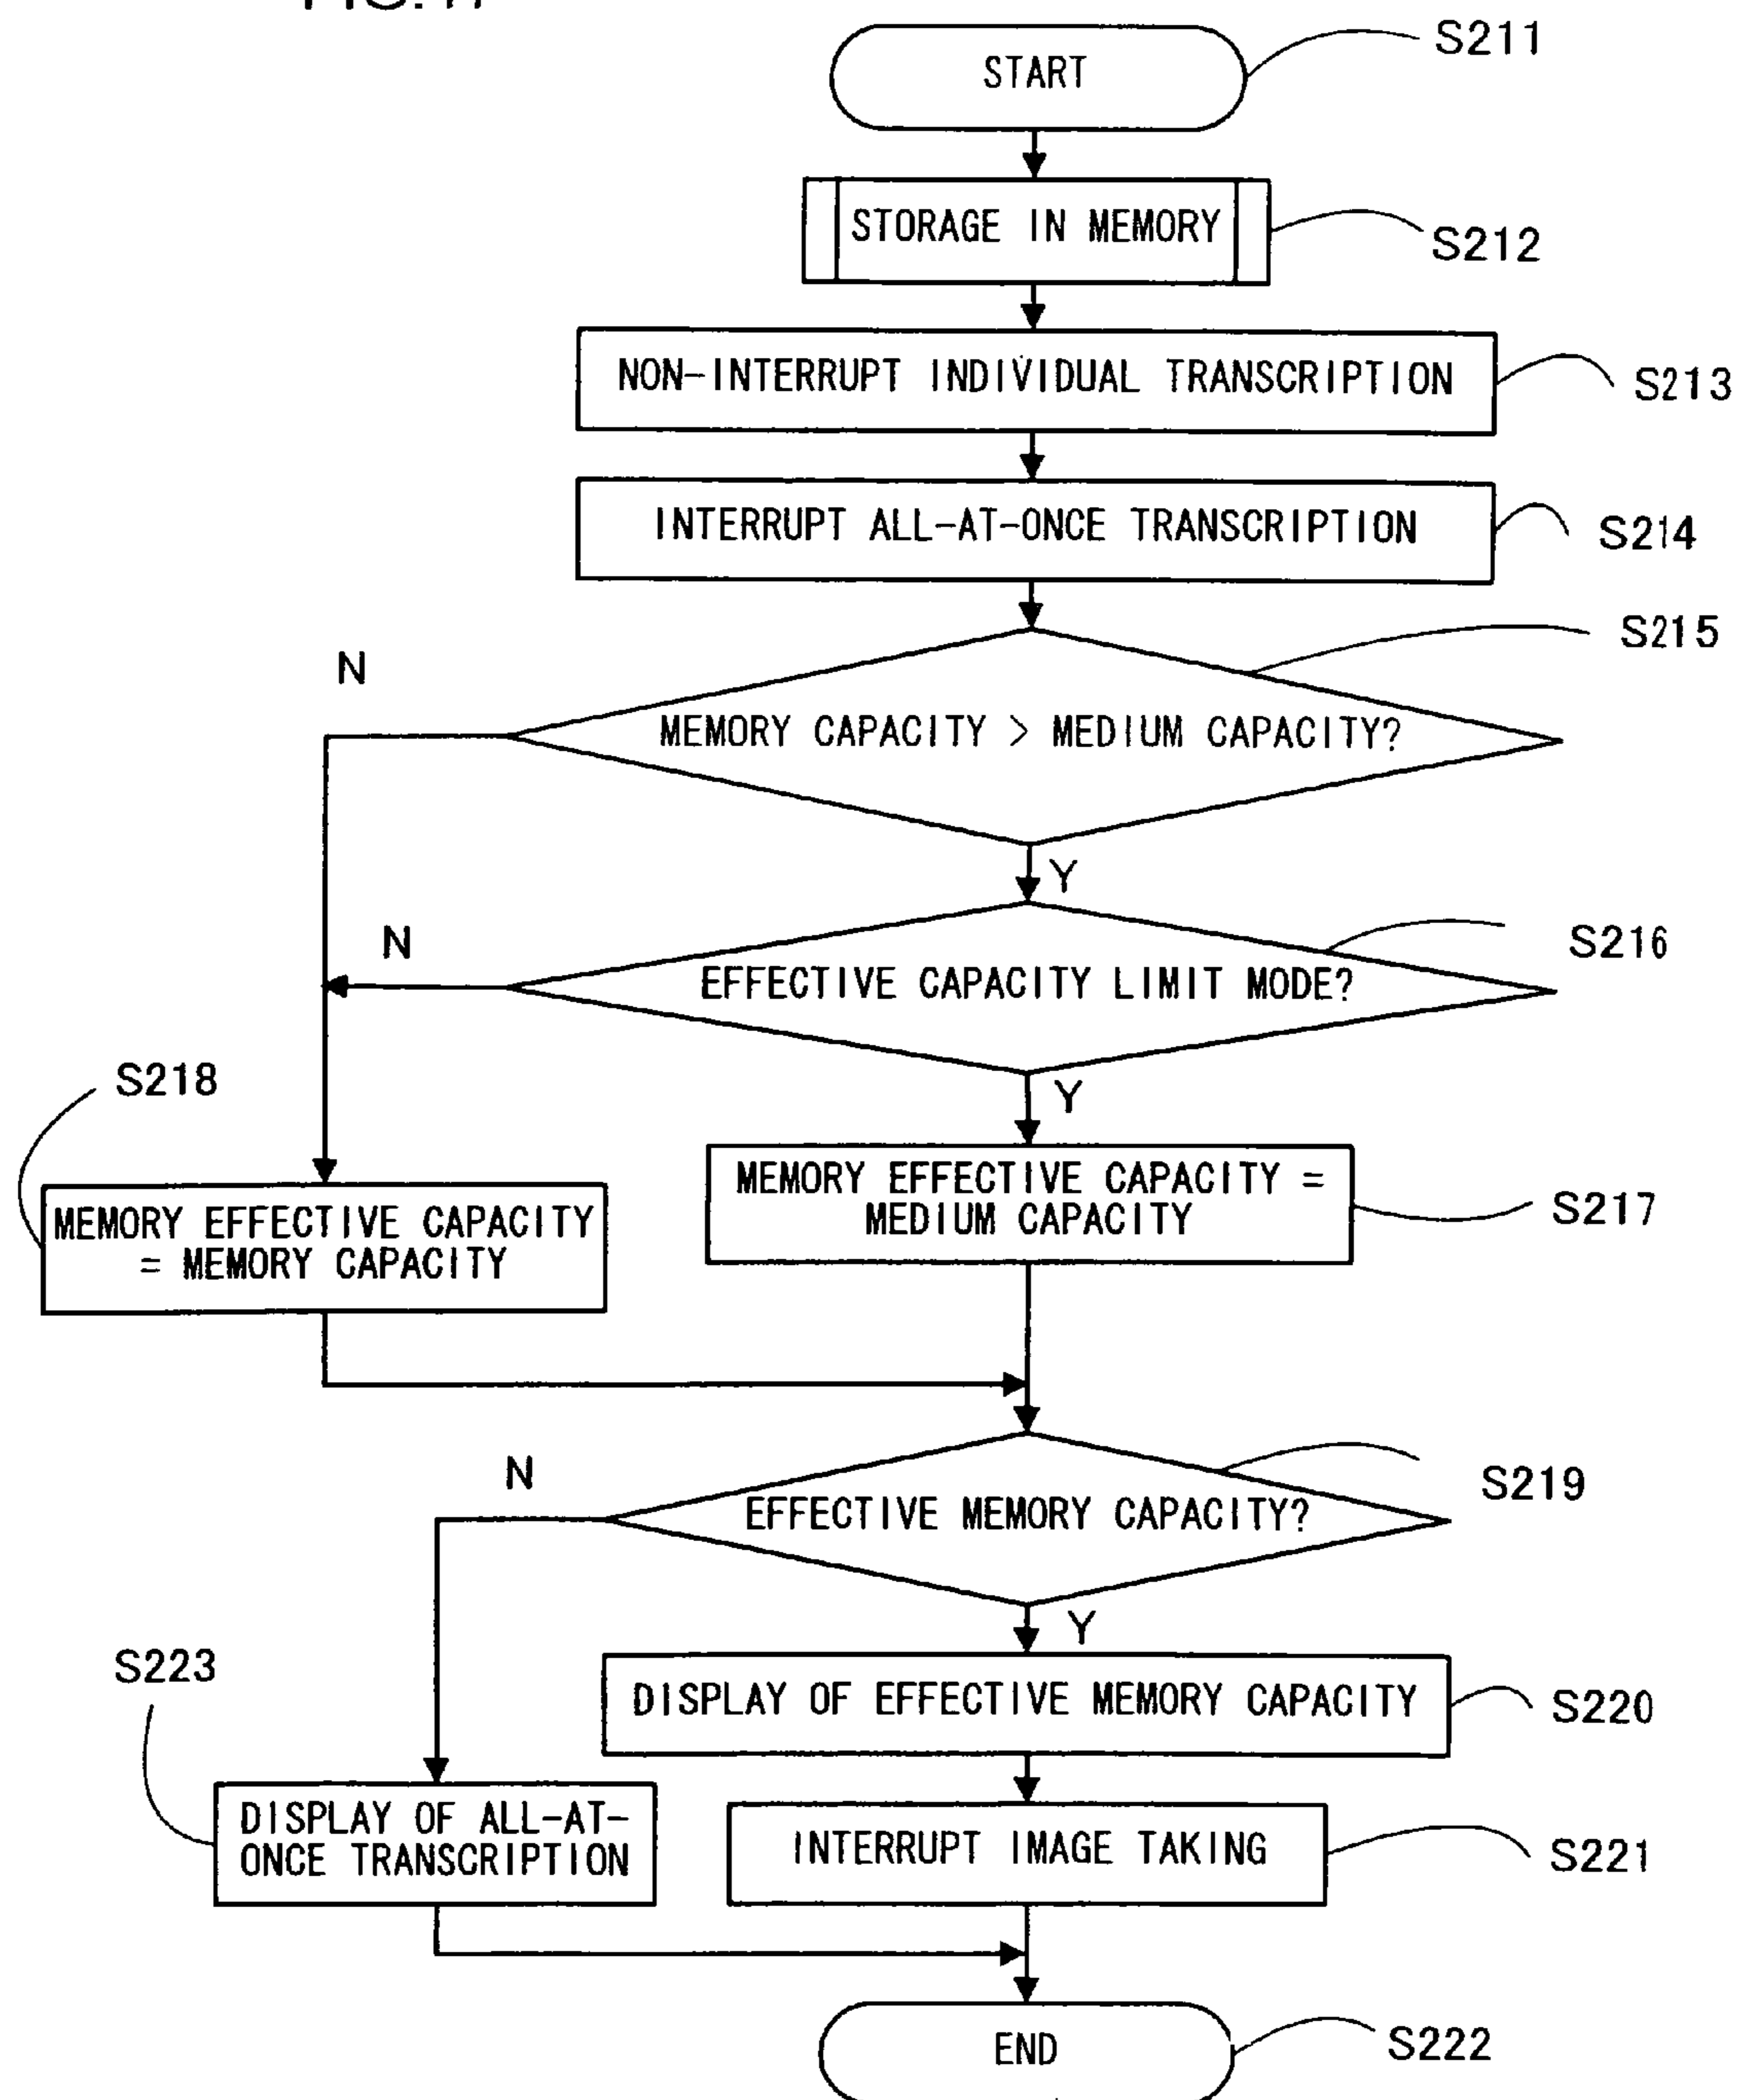 START
S211
STORAGE IN MEMORY
S212
NON-INTERRUPT INDIVIDUAL TRANSCRIPTION
S213
INTERRUPT ALL-AT-ONCE TRANSCRIPTION
S214
S215
N
MEMORY CAPACITY > MEDIUM CAPACITY?
Y
S216
N
EFFECTIVE CAPACITY LIMIT MODE?
Y
S218
MEMORY EFFECTIVE CAPACITY
= MEMORY CAPACITY
MEMORY EFFECTIVE CAPACITY =
MEDIUM CAPACITY
S217
N
S219
EFFECTIVE MEMORY CAPACITY?
Y
S223
DISPLAY OF EFFECTIVE MEMORY CAPACITY
S220
DISPLAY OF ALL-AT-
ONCE TRANSCRIPTION
INTERRUPT IMAGE TAKING
S221
END
S222